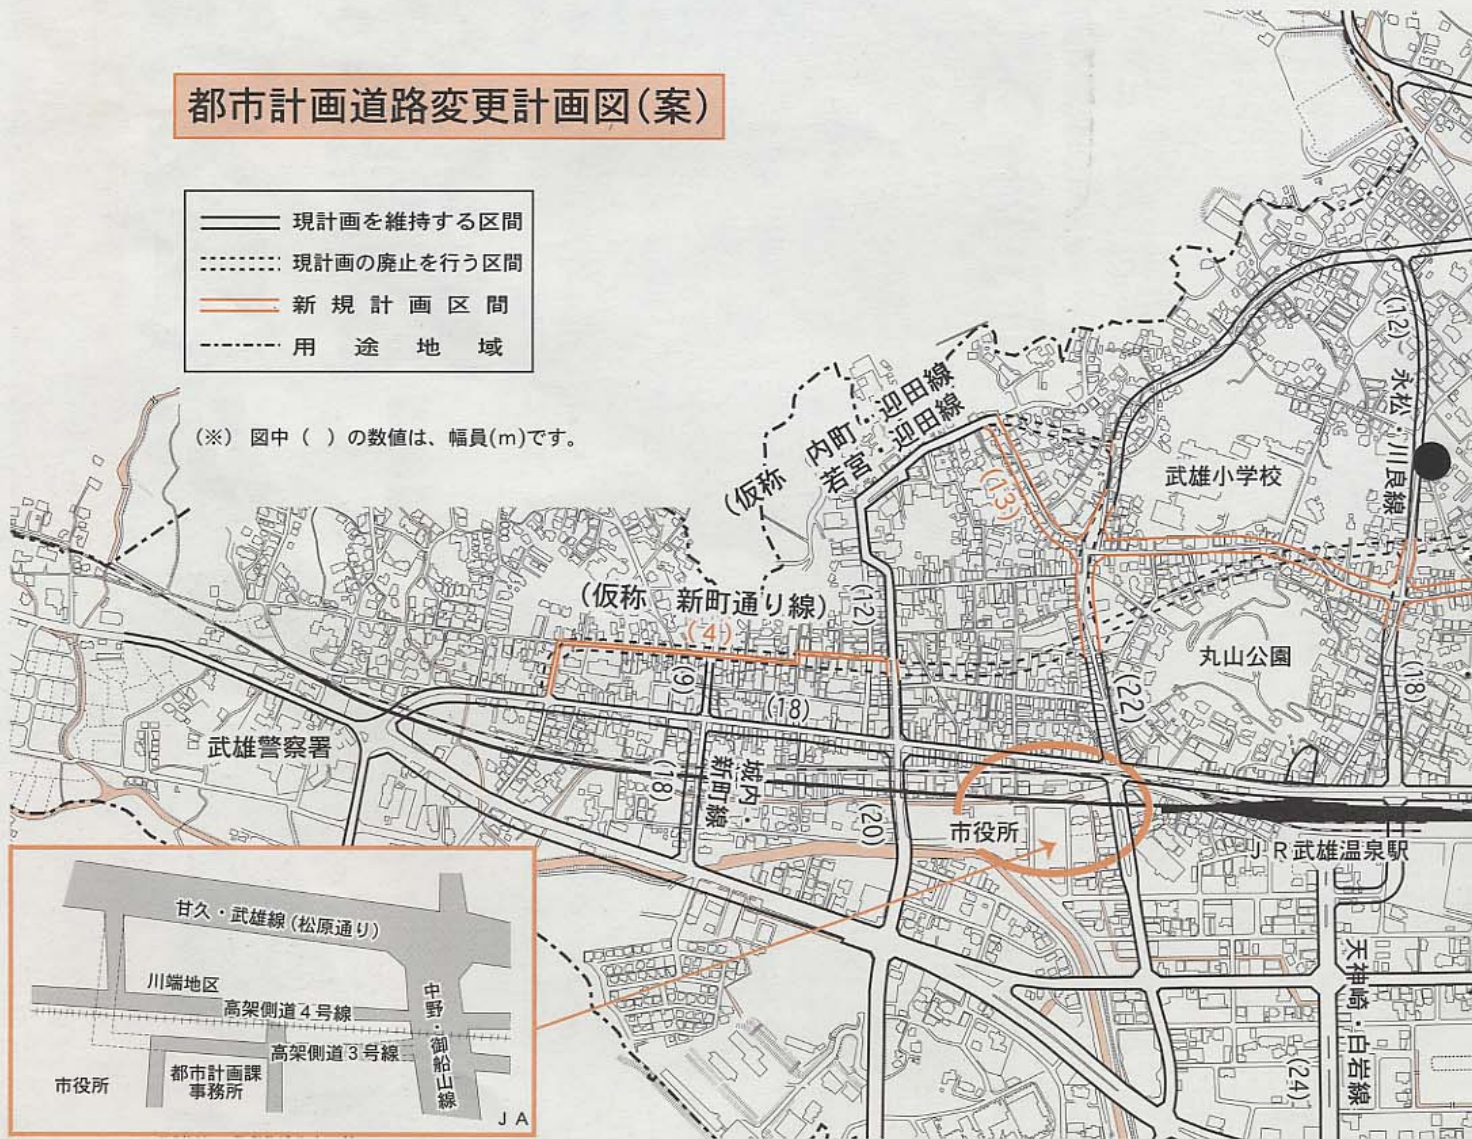 都市計画道路変更計画図(案)
現計画を維持する区間
現計画の廃止を行う区間
新規計画区間
用途地域
(※) 図中( )の数値は、幅員(m)です。
(仮称 内町・迎田線
若宮・迎田線
(12)
永松・川良線
武雄小学校
(13)
(仮称 新町通り線)
(4)
(12)
丸山公園
(9)
(18)
(22)
(18)
武雄警察署
(18)
城内・
新町線
(20)
市役所
JR武雄温泉駅
天神崎・白岩線
(24)
甘久・武雄線(松原通り)
川端地区
高架側道4号線
中野・御船山線
高架側道3号線
市役所
都市計画課
事務所
JA